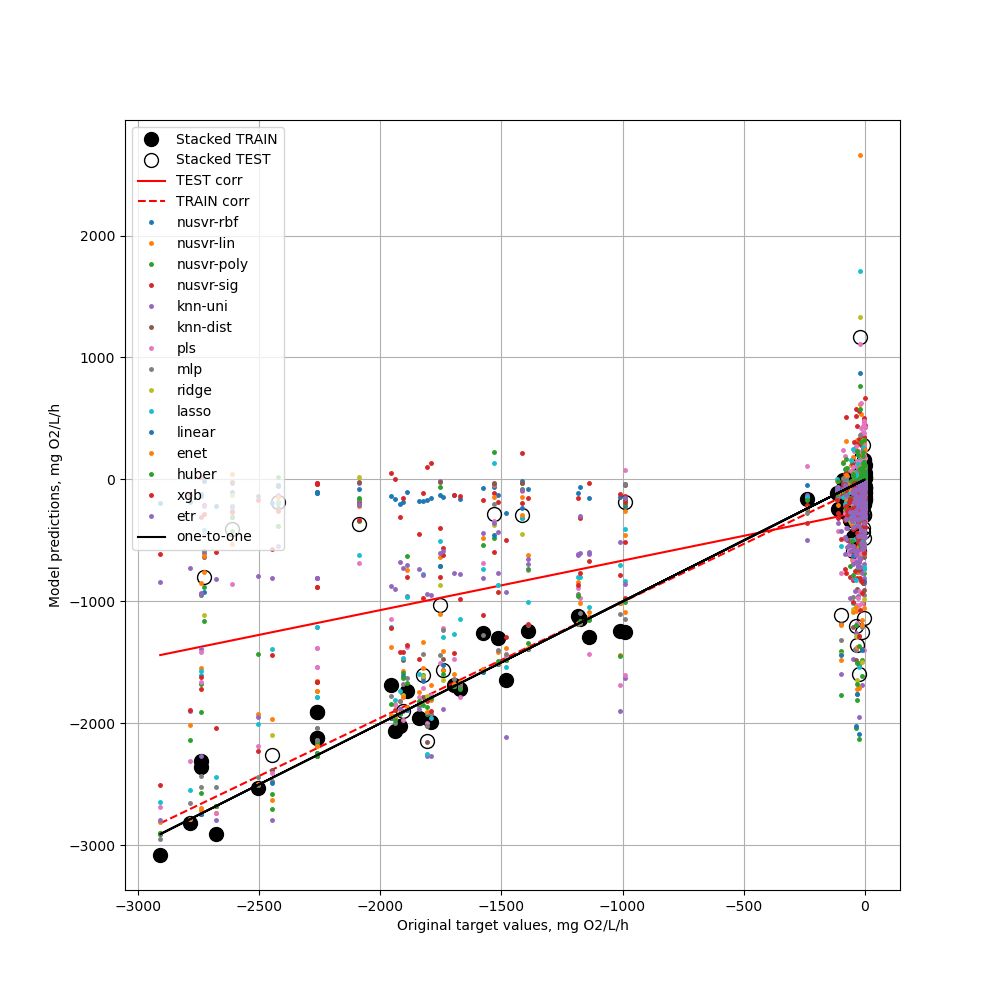 Stacked TRAIN
Stacked TEST
TEST corr
TRAIN corr
nusvr-rbf
nusvr-lin
nusvr-poly
nusvr-sig
knn-uni
knn-dist
pls
mlp
ridge
lasso
linear
enet
huber
xgb
etr
one-to-one
2000
1000
0
−1000
−2000
−3000
Model predictions, mg O2/L/h
−3000 −2500 −2000 −1500 −1000 −500 0
Original target values, mg O2/L/h